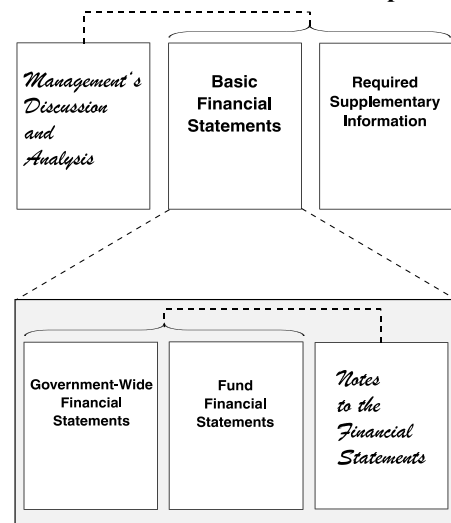 Management's
Discussion
and
Analysis
Basic
Financial
Statements
Required
Supplementary
Information
Government-Wide
Financial
Statements
Fund
Financial
Statements
Notes
to the
Financial
Statements